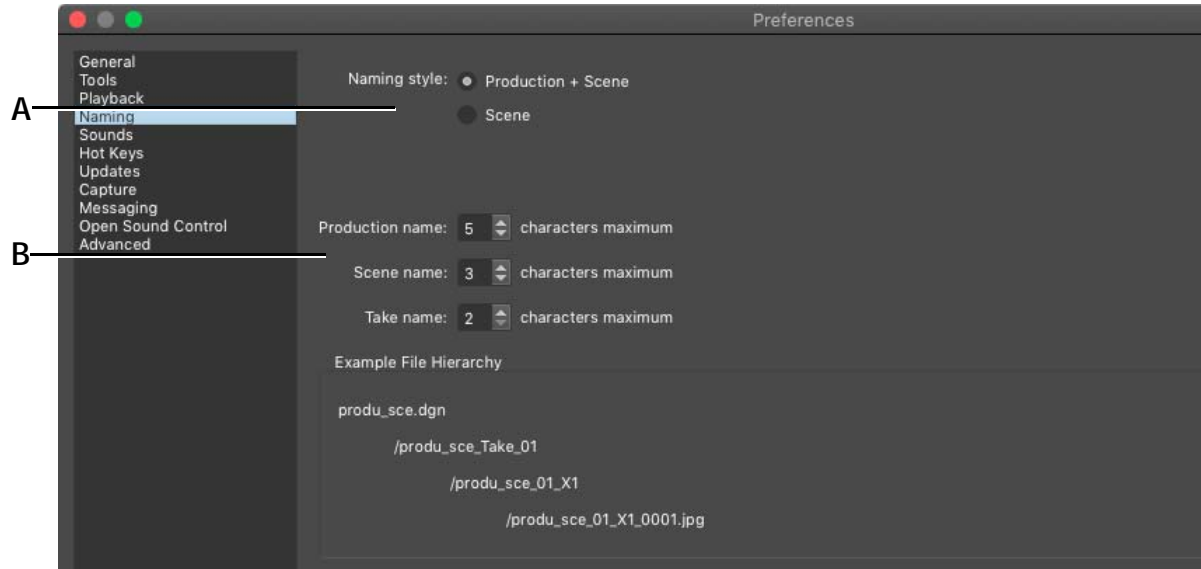 Preferences
General
Tools
Playback
Naming
Sounds
Hot Keys
Updates
Capture
Messaging
Open Sound Control
Advanced
A
B
Naming style: Production + Scene
Scene
Production name: 5 characters maximum
Scene name: 3 characters maximum
Take name: 2 characters maximum
Example File Hierarchy
produ_sce.dgn
/produ_sce_Take_01
/produ_sce_01_X1
/produ_sce_01_X1_0001.jpg